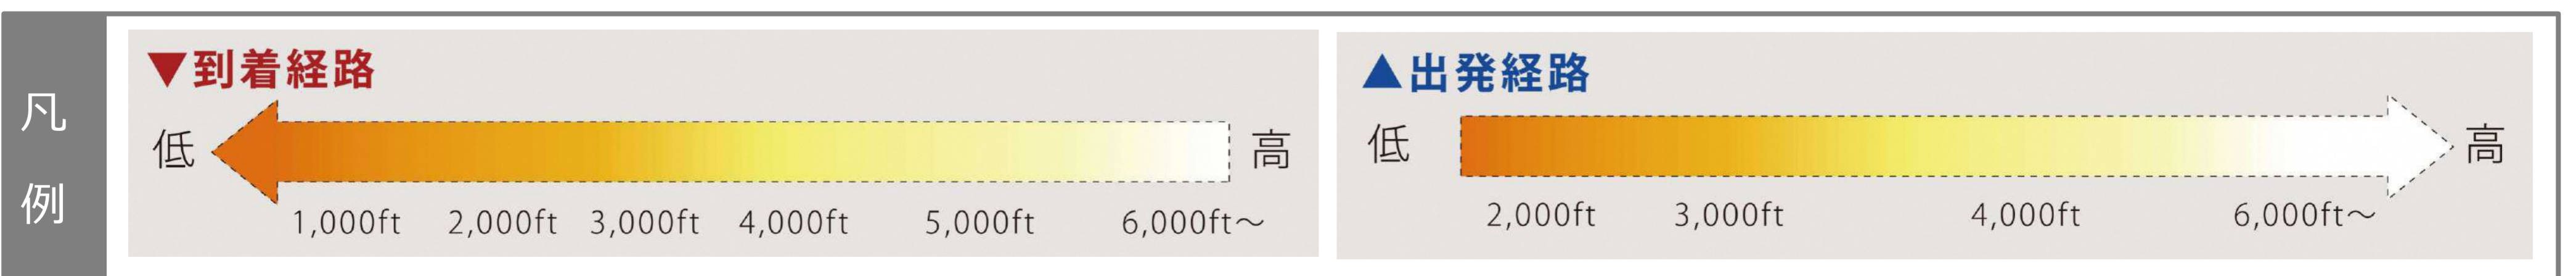 凡例
▼到着経路
低 高
1,000ft 2,000ft 3,000ft 4,000ft 5,000ft 6,000ft～
▲出発経路
低 高
2,000ft 3,000ft 4,000ft 6,000ft～